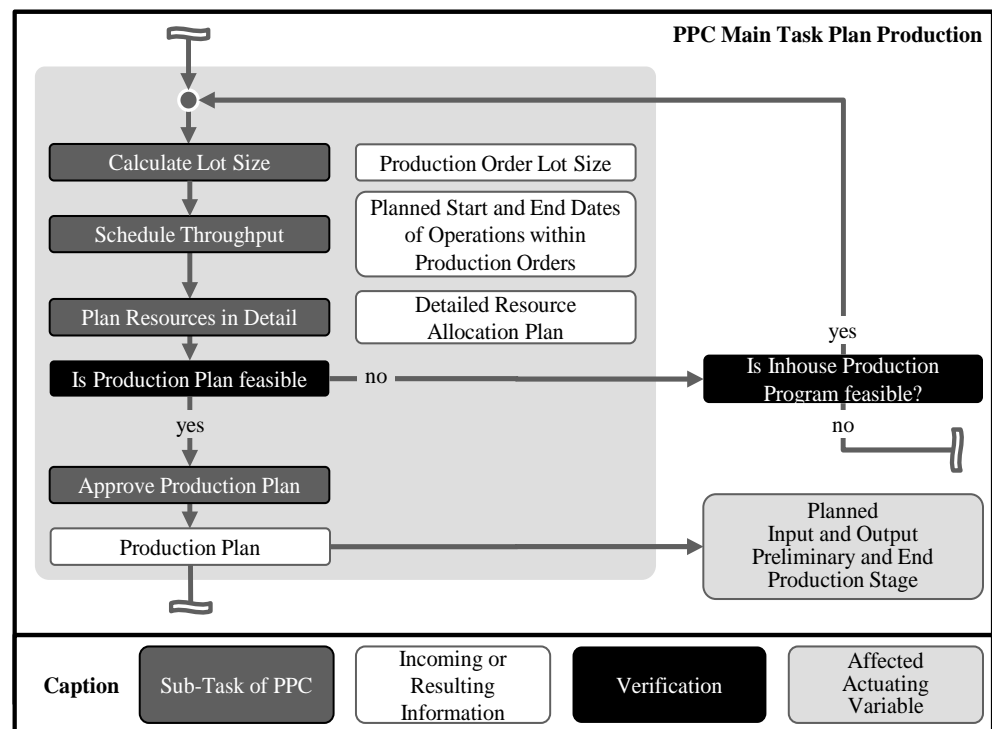 PPC Main Task Plan Production
Calculate Lot Size
Production Order Lot Size
Schedule Throughput
Planned Start and End Dates
of Operations within
Production Orders
Plan Resources in Detail
Detailed Resource
Allocation Plan
yes
Is Production Plan feasible
no
Is Inhouse Production
Program feasible?
yes
no
Approve Production Plan
Production Plan
Planned
Input and Output
Preliminary and End
Production Stage
Caption
Sub-Task of PPC
Incoming or
Resulting
Information
Verification
Affected
Actuating
Variable